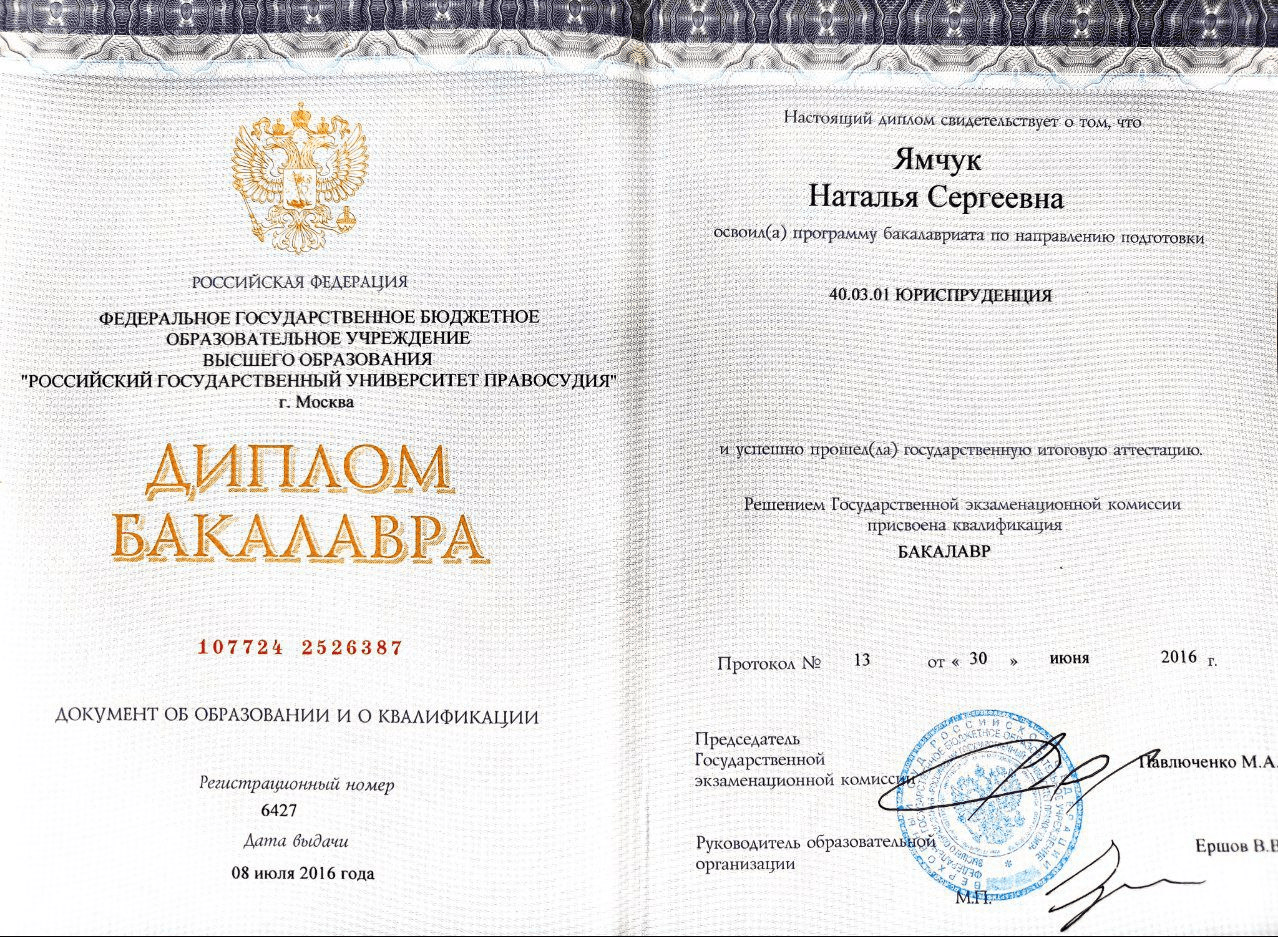 РОССИЙСКАЯ ФЕДЕРАЦИЯ
ФЕДЕРАЛЬНОЕ ГОСУДАРСТВЕННОЕ БЮДЖЕТНОЕ
ОБРАЗОВАТЕЛЬНОЕ УЧРЕЖДЕНИЕ
ВЫСШЕГО ОБРАЗОВАНИЯ
"РОССИЙСКИЙ ГОСУДАРСТВЕННЫЙ УНИВЕРСИТЕТ ПРАВОСУДИЯ"
г. Москва
ДИПЛОМ
БАКАЛАВРА
107724 2526387
ДОКУМЕНТ ОБ ОБРАЗОВАНИИ И О КВАЛИФИКАЦИИ
Регистрационный номер
6427
Дата выдачи
08 июля 2016 года
Настоящий диплом свидетельствует о том, что
Ямчук
Наталья Сергеевна
освоил(а) программу бакалавриата по направлению подготовки
40.03.01 ЮРИСПРУДЕНЦИЯ
и успешно прошел(ла) государственную итоговую аттестацию.
Решением Государственной экзаменационной комиссии
присвоена квалификация
БАКАЛАВР
Протокол № 13 от « 30 » июня 2016 г.
Председатель
Государственной
экзаменационной комиссии Павлюченко М.А.
Руководитель образовательной
организации Ершов В.В
М.П.